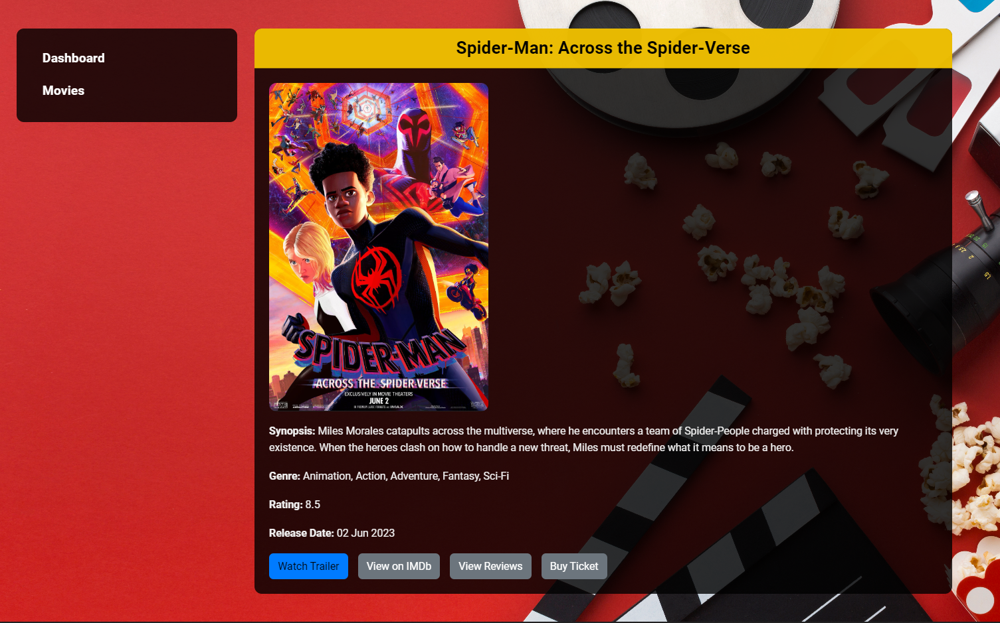 Dashboard
Movies
Spider-Man: Across the Spider-Verse
SPIDER-MAN
ACROSS THE SPIDER-VERSE
EXCLUSIVELY IN MOVIE THEATERS
JUNE 2
Synopsis: Miles Morales catapults across the multiverse, where he encounters a team of Spider-People charged with protecting its very
existence. When the heroes clash on how to handle a new threat, Miles must redefine what it means to be a hero.
Genre: Animation, Action, Adventure, Fantasy, Sci-Fi
Rating: 8.5
Release Date: 02 Jun 2023
Watch Trailer
View on IMDb
View Reviews
Buy Ticket